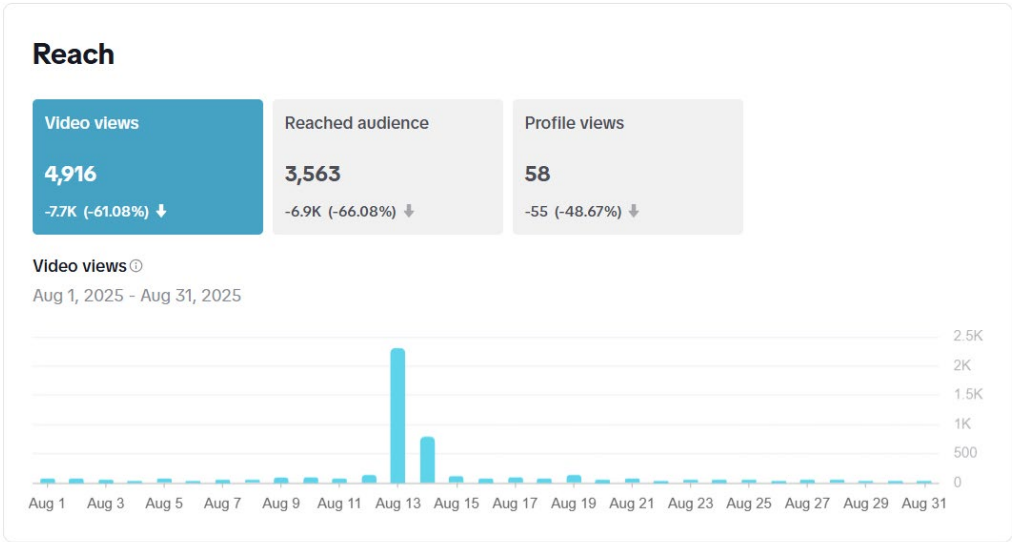 Reach
Video views
Reached audience
Profile views
4,916
3,563
58
-7.7K (-61.08%)
-6.9K (-66.08%)
-55 (-48.67%)
Video views
Aug 1, 2025 - Aug 31, 2025
2.5K
2K
1.5K
1K
500
0
Aug 1 Aug 3 Aug 5 Aug 7 Aug 9 Aug 11 Aug 13 Aug 15 Aug 17 Aug 19 Aug 21 Aug 23 Aug 25 Aug 27 Aug 29 Aug 31